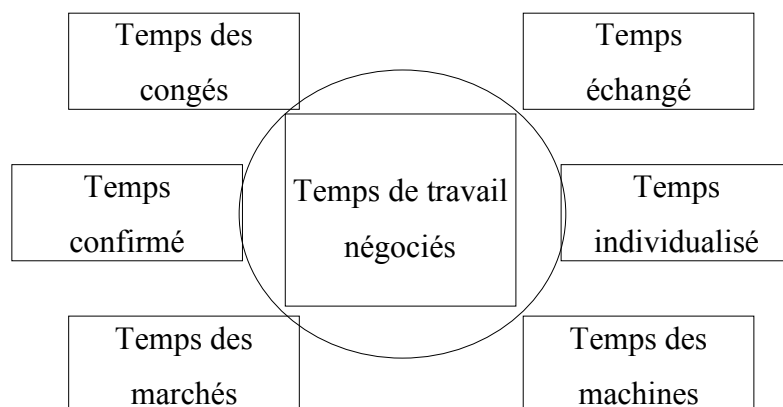 Temps des
congés
Temps
échangé
Temps
confirmé
Temps de travail
négociés
Temps
individualisé
Temps des
marchés
Temps des
machines